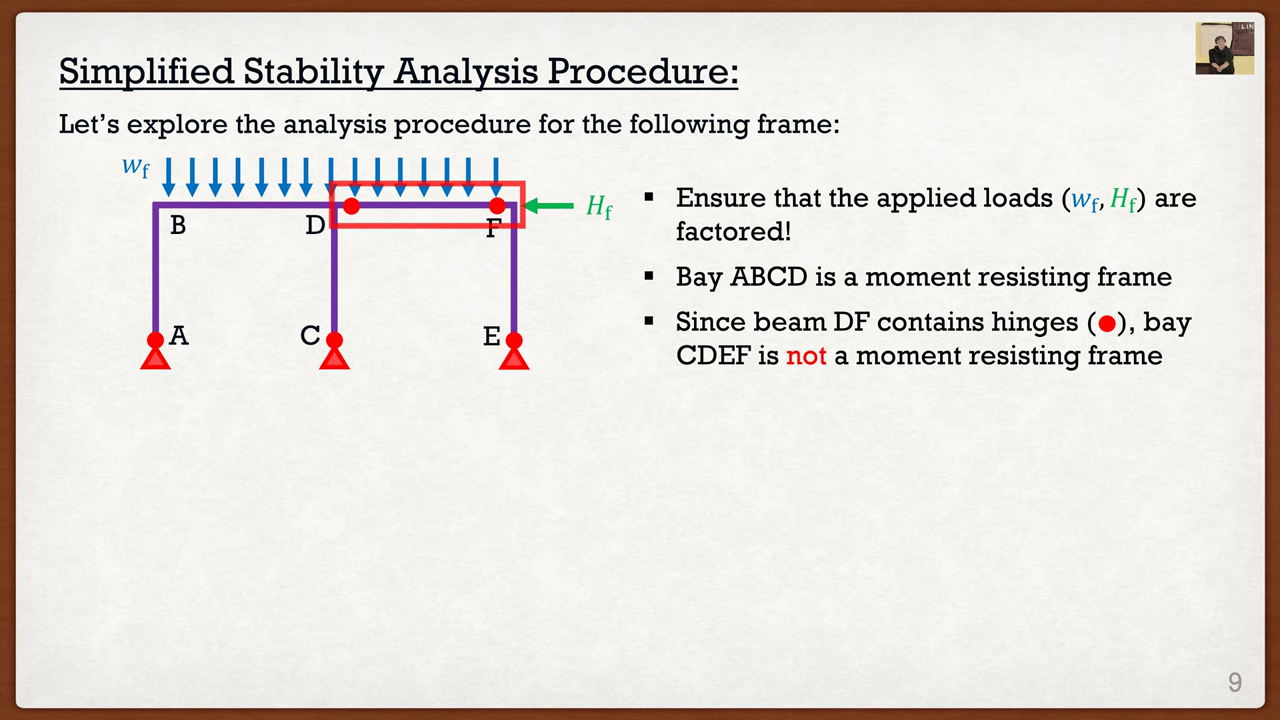 LIN
Simplified Stability Analysis Procedure:
Let’s explore the analysis procedure for the following frame:
w_f
H_f
B
D
F
A
C
E
▪ Ensure that the applied loads (w_f, H_f) are
factored!
▪ Bay ABCD is a moment resisting frame
▪ Since beam DF contains hinges (●), bay
CDEF is not a moment resisting frame
9